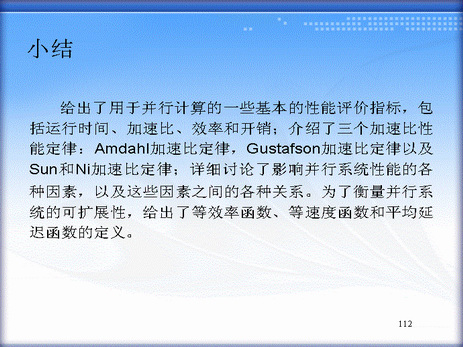 小结
给出了用于并行计算的一些基本的性能评价指标，包
括运行时间、加速比、效率和开销；介绍了三个加速比性
能定律：Amdahl加速比定律，Gustafson加速比定律以及
Sun和Ni加速比定律；详细讨论了影响并行系统性能的各
种因素，以及这些因素之间的各种关系。为了衡量并行系
统的可扩展性，给出了等效率函数、等速度函数和平均延
迟函数的定义。
112